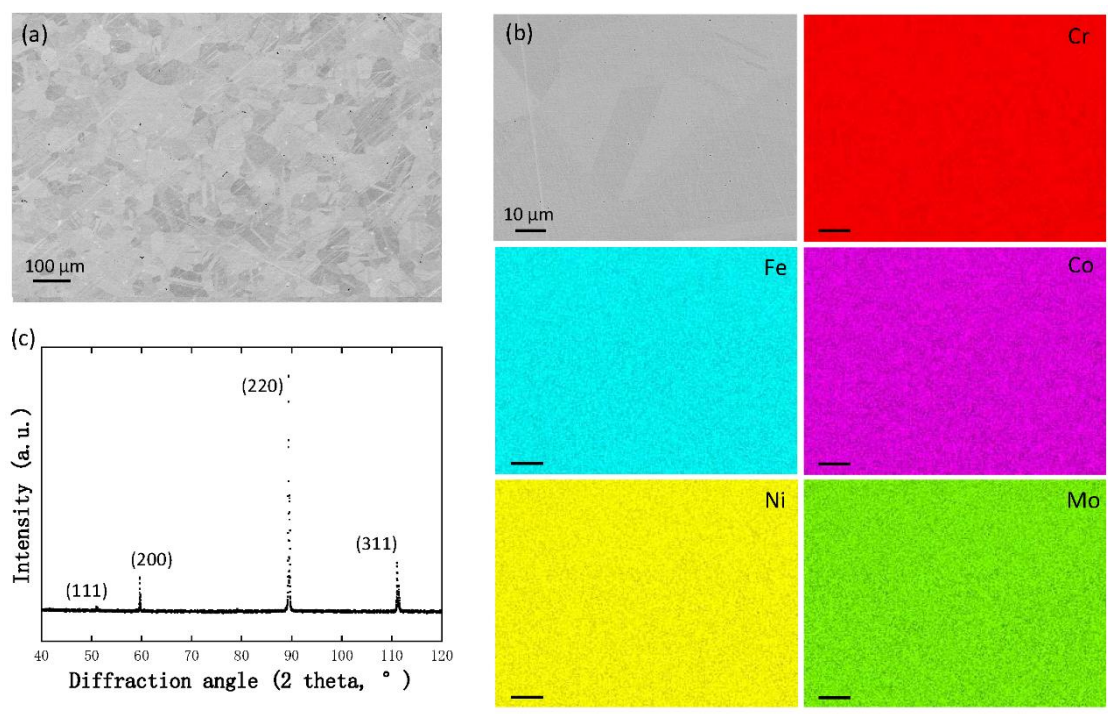 (a)
100 μm
(b)
10 μm
Cr
Fe
Co
Ni
Mo
(c)
Intensity (a.u.)
(111)
(200)
(220)
(311)
40 50 60 70 80 90 100 110 120
Diffraction angle (2 theta, °)